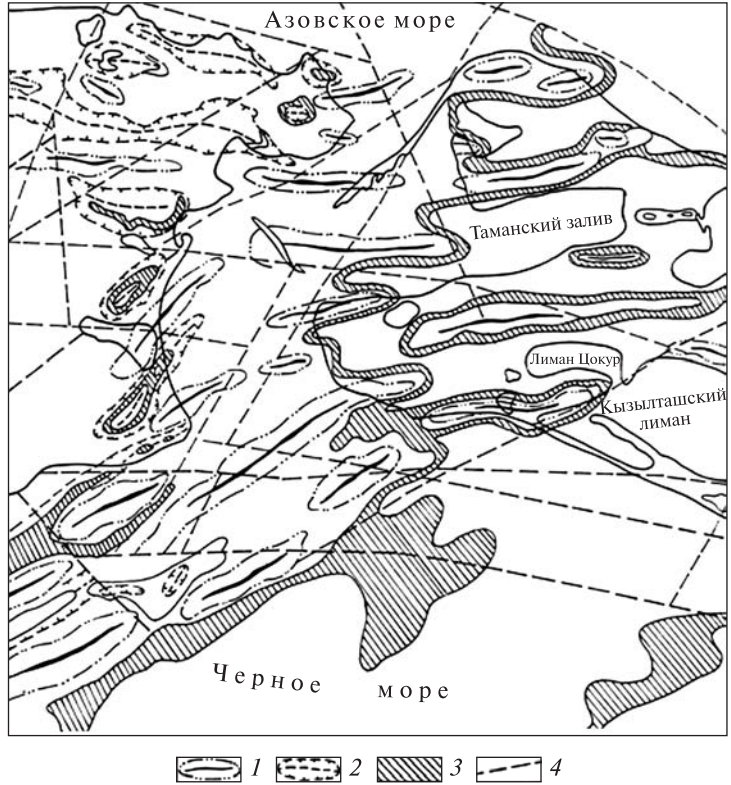 Азовское море
Таманский залив
Лиман Цокур
Кызылташский
лиман
Черное море
1 2 3 4